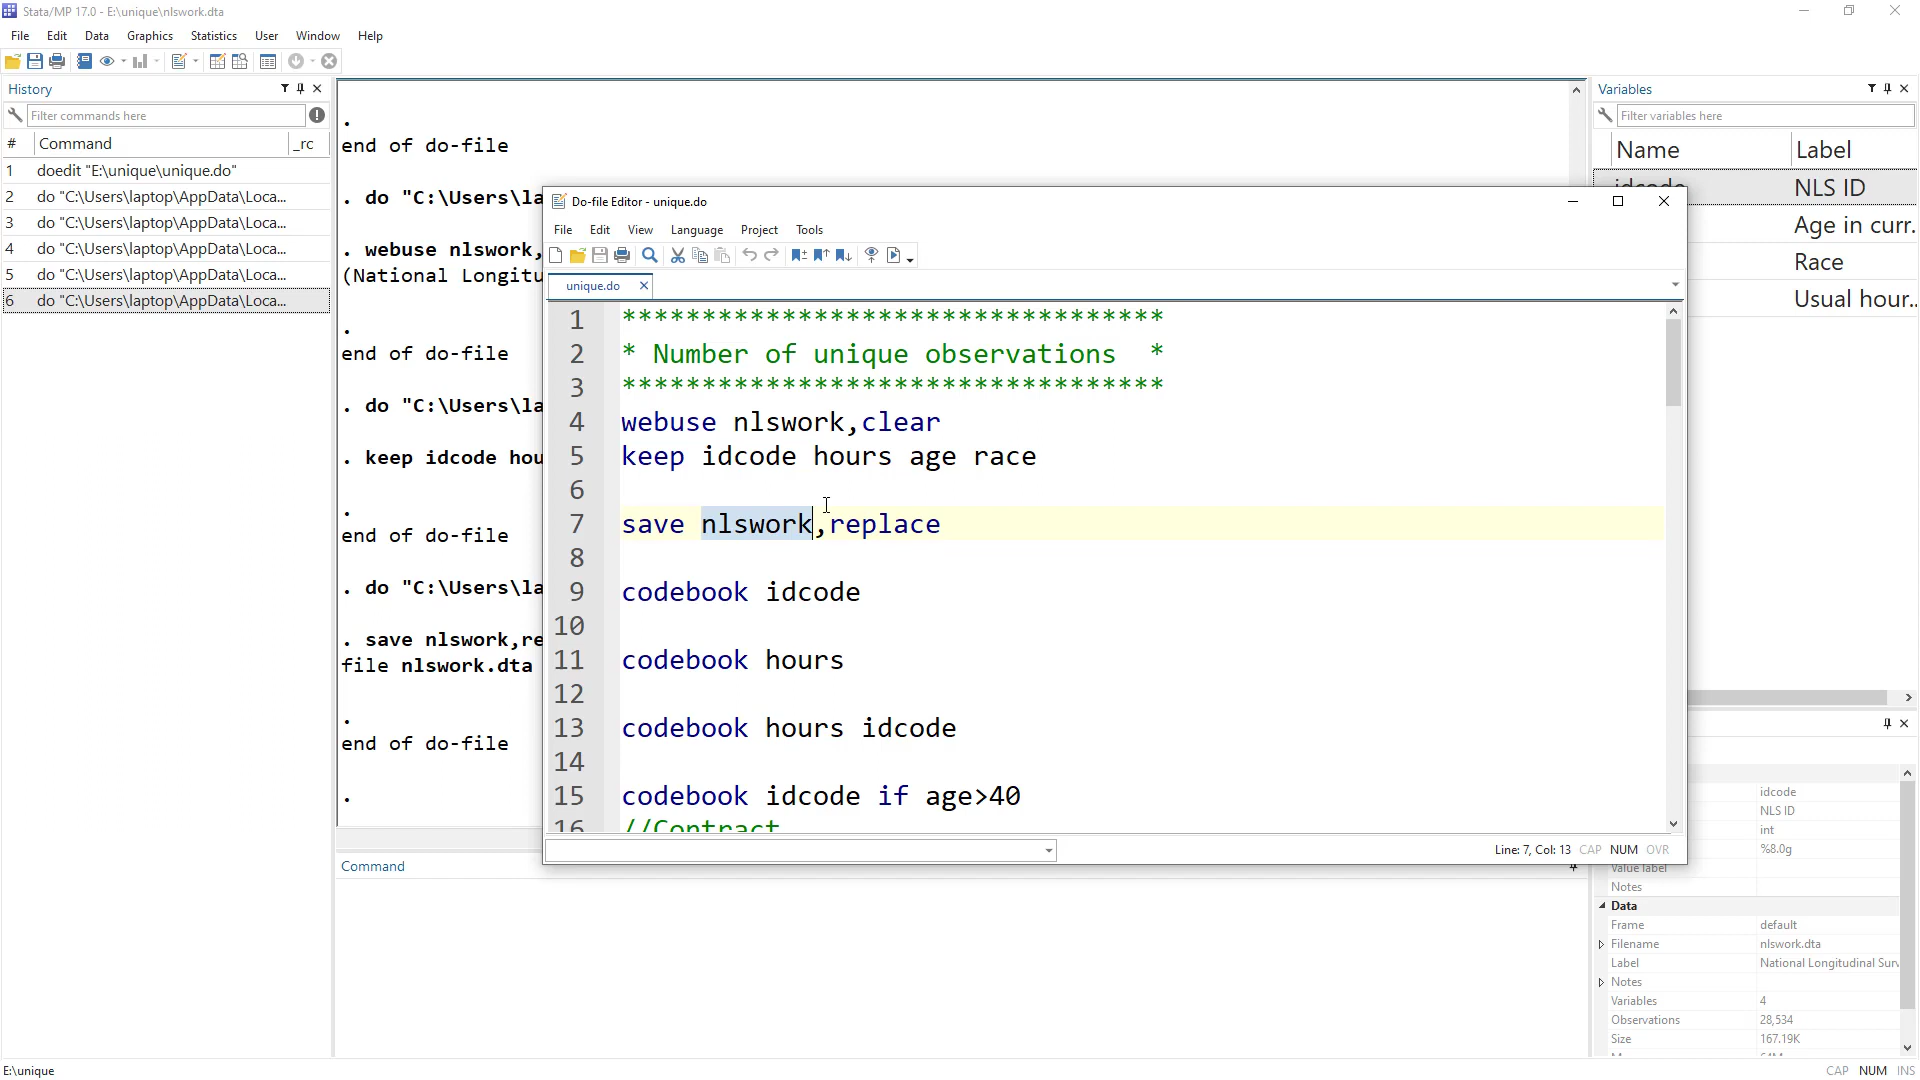 Stata/MP 17.0 - E:\unique\nlswork.dta
File Edit Data Graphics Statistics User Window Help
History
Filter commands here
# Command _rc
1 doedit "E:\unique\unique.do"
2 do "C:\Users\laptop\AppData\Loca...
3 do "C:\Users\laptop\AppData\Loca...
4 do "C:\Users\laptop\AppData\Loca...
5 do "C:\Users\laptop\AppData\Loca...
6 do "C:\Users\laptop\AppData\Loca...
.
end of do-file
. do "C:\Users\la
. webuse nlswork,
(National Longitu
.
end of do-file
. do "C:\Users\la
. keep idcode hou
.
end of do-file
. do "C:\Users\la
. save nlswork,re
file nlswork.dta
.
end of do-file
.
Command
Do-file Editor - unique.do
File Edit View Language Project Tools
unique.do
1 **********************************
2 * Number of unique observations *
3 **********************************
4 webuse nlswork,clear
5 keep idcode hours age race
6
7 save nlswork,replace
8
9 codebook idcode
10
11 codebook hours
12
13 codebook hours idcode
14
15 codebook idcode if age>40
16 //Contract
Line: 7, Col: 13 CAP NUM OVR
Variables
Filter variables here
Name Label
idcode NLS ID
Age in curr.
Race
Usual hour..
idcode
NLS ID
int
%8.0g
Value label
Notes
Data
Frame default
Filename nlswork.dta
Label National Longitudinal Surv
Notes
Variables 4
Observations 28,534
Size 167.19K
E:\unique
CAP NUM INS